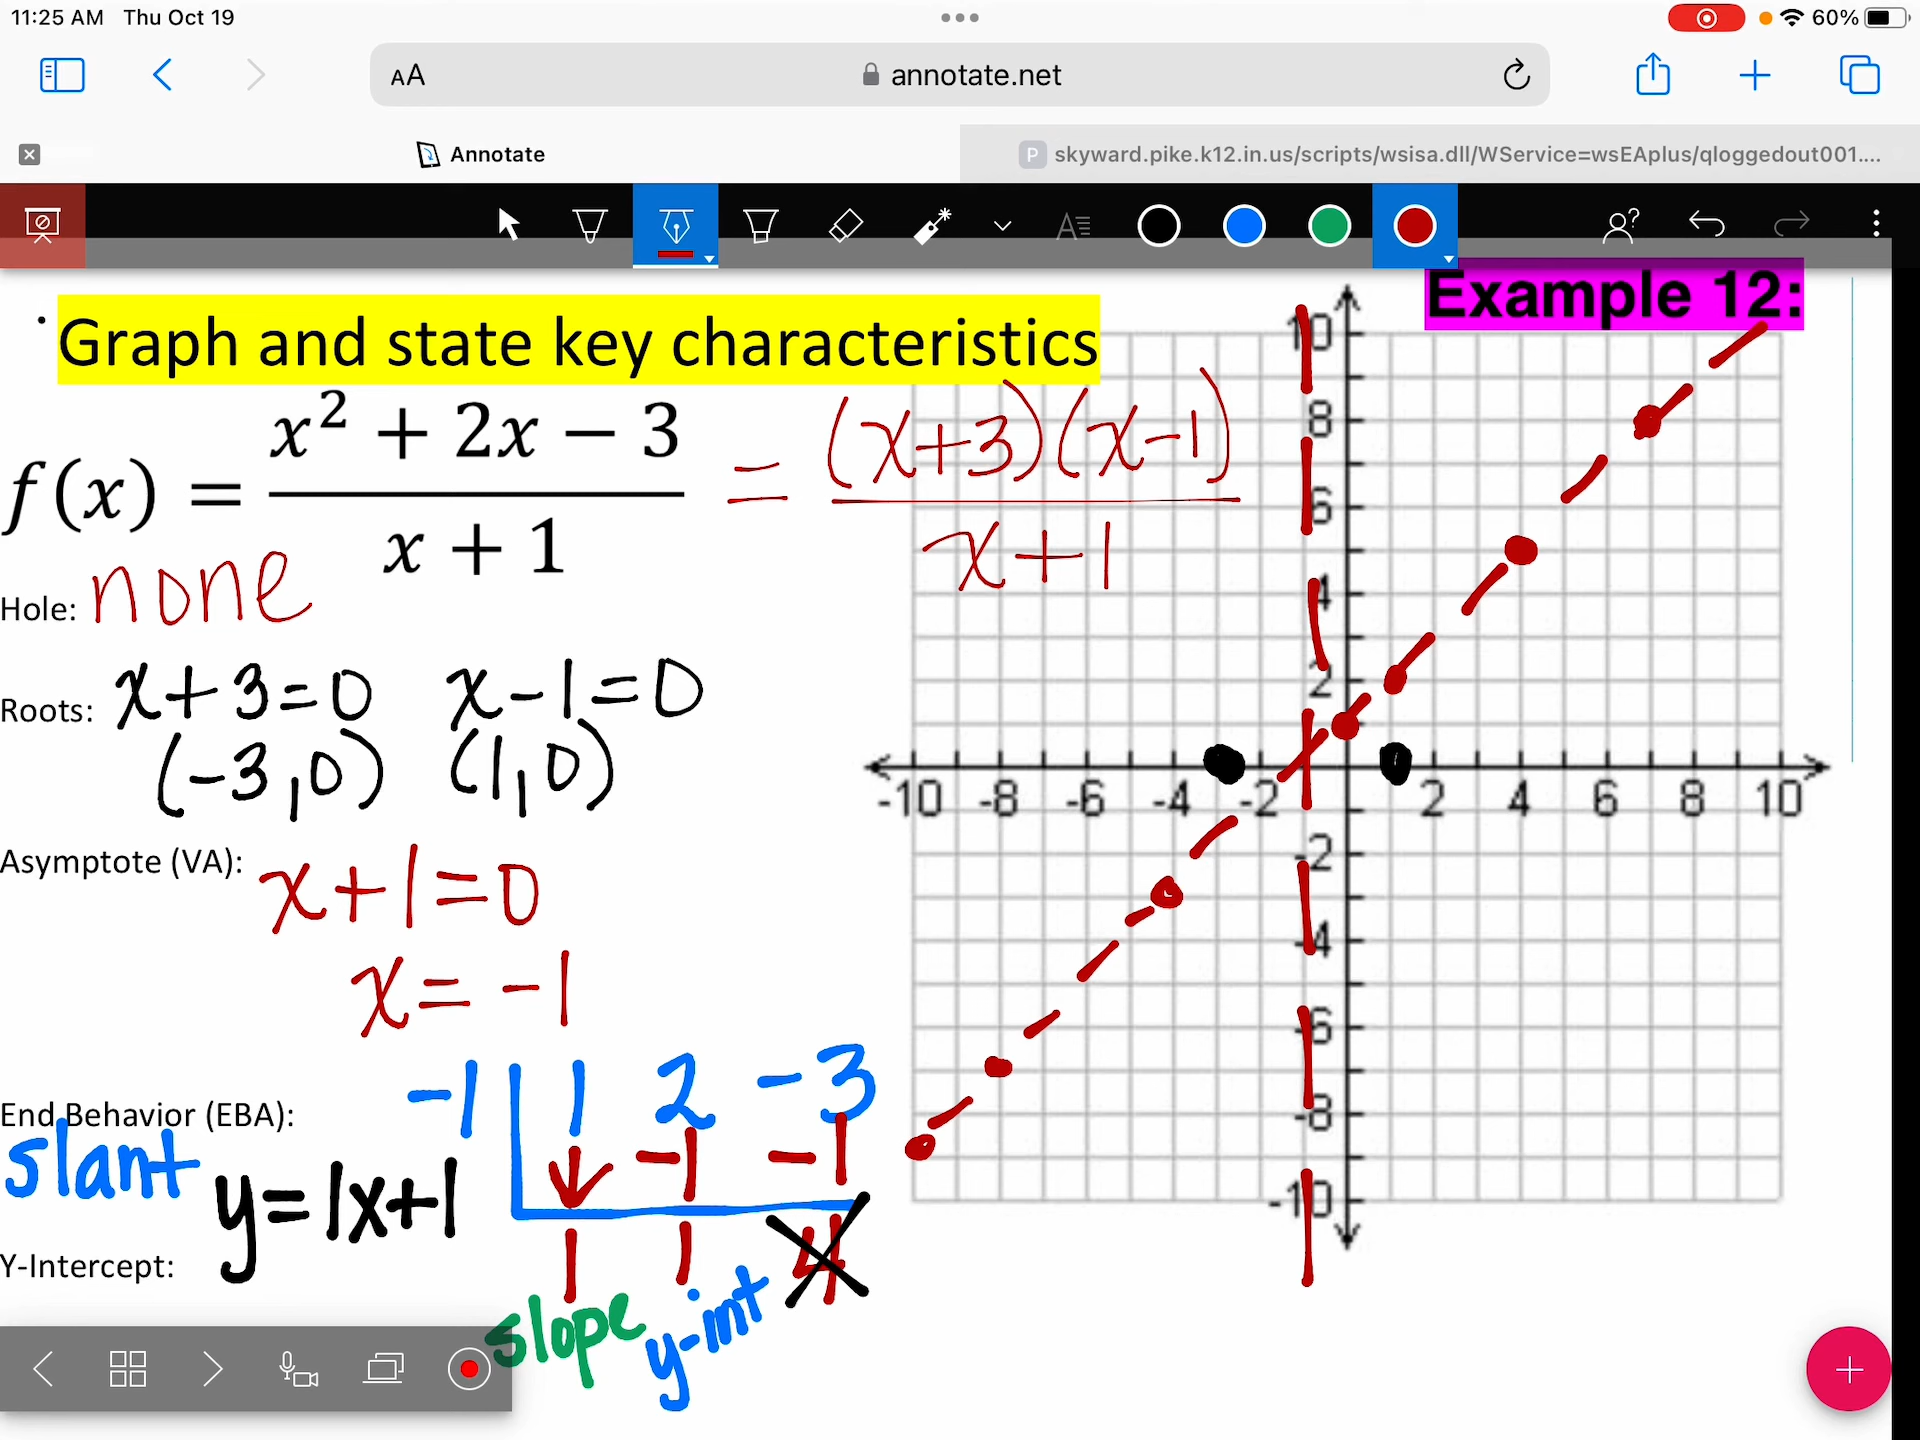 11:25 AM Thu Oct 19
60%
AA annotate.net
Annotate
P skyward.pike.k12.in.us/scripts/wsisa.dll/WService=wsEAplus/qloggedout001....
Example 12:
Graph and state key characteristics
f(x) = (x² + 2x − 3)/(x + 1) = ((x+3)(x-1))/(x+1)
Hole: none
Roots: x+3=0 x-1=0
(-3,0) (1,0)
Asymptote (VA): x+1=0
x=-1
End Behavior (EBA): -1 1 2 -3
-1 -1
slant y=1x+1
1 1 4
Y-Intercept:
slope y-int
10
8
6
4
2
-10 -8 -6 -4 -2 2 4 6 8 10
-2
-4
-6
-8
-10